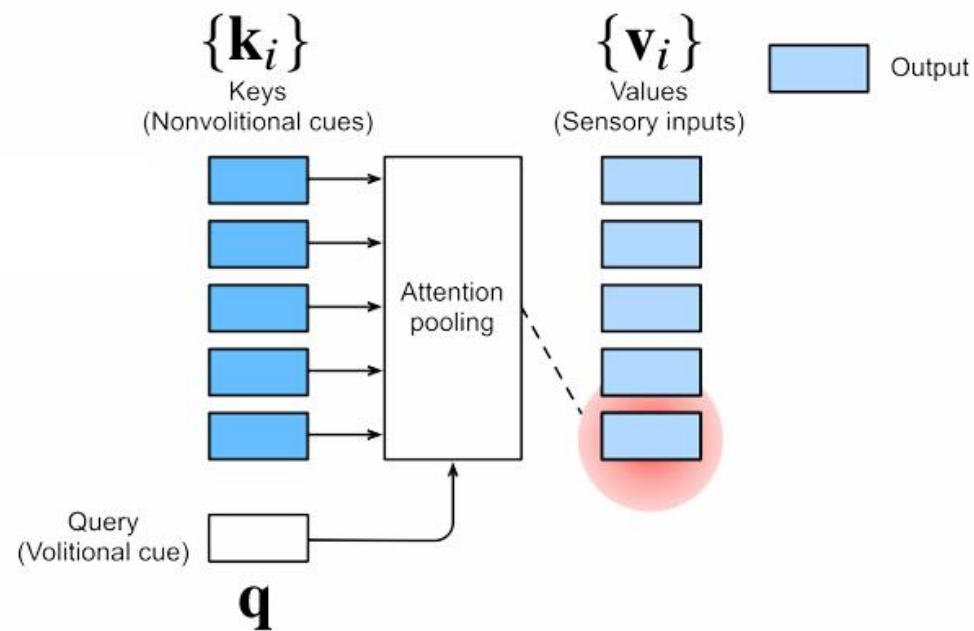 {k_i}
Keys
(Nonvolitional cues)
{v_i}
Values
(Sensory inputs)
Output
Attention
pooling
Query
(Volitional cue)
q